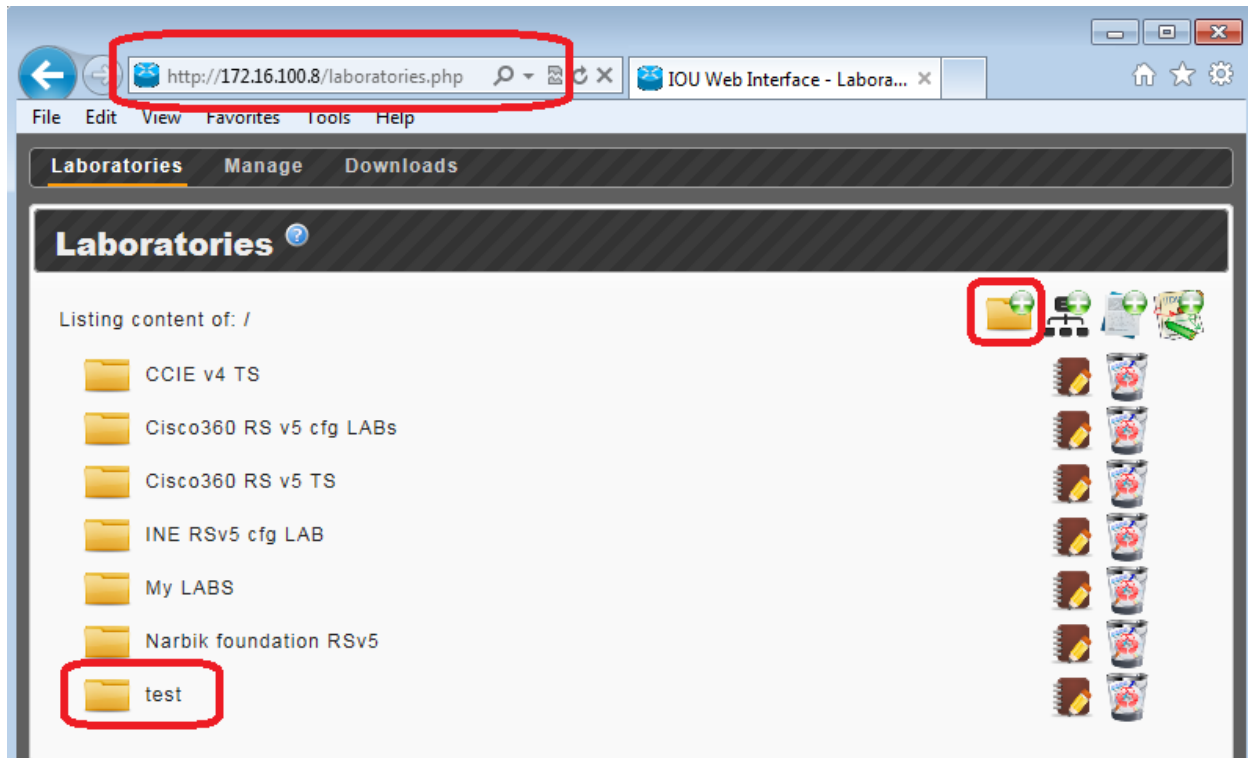 http://172.16.100.8/laboratories.php
IOU Web Interface - Labora...
File Edit View Favorites Tools Help
Laboratories Manage Downloads
Laboratories
Listing content of: /
CCIE v4 TS
Cisco360 RS v5 cfg LABs
Cisco360 RS v5 TS
INE RSv5 cfg LAB
My LABS
Narbik foundation RSv5
test